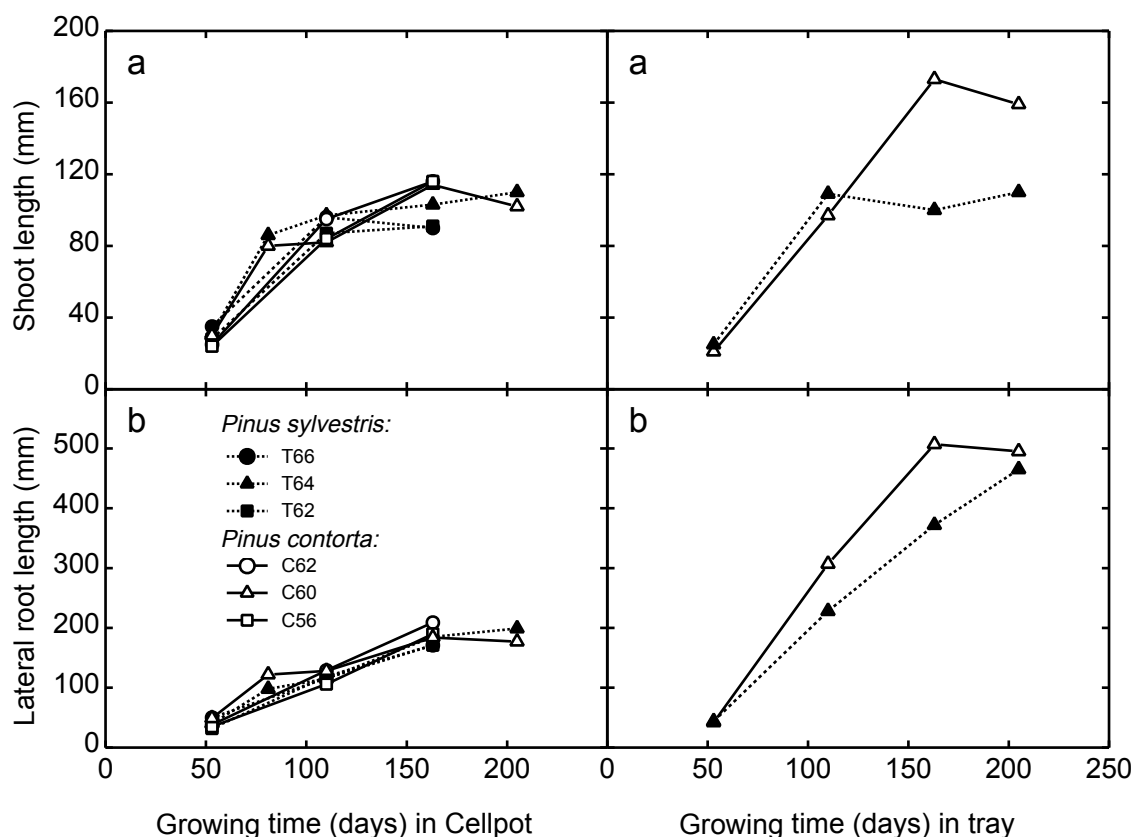 200
160
120
80
40
0
Shoot length (mm)
a
a
500
400
300
200
100
0
Lateral root length (mm)
b
Pinus sylvestris:
T66
T64
T62
Pinus contorta:
C62
C60
C56
b
0 50 100 150 200
0 50 100 150 200 250
Growing time (days) in Cellpot
Growing time (days) in tray